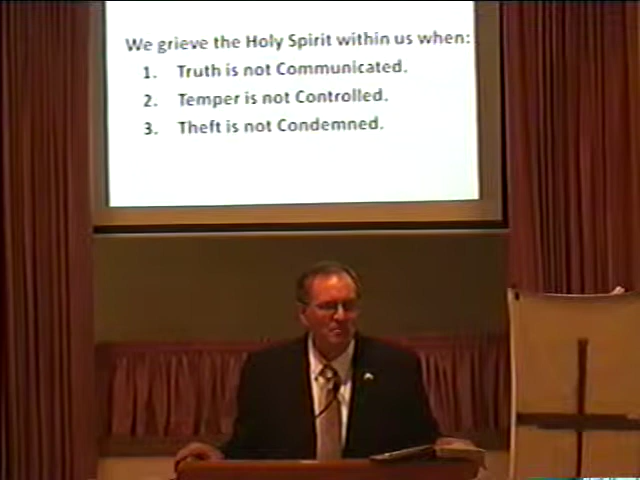 We grieve the Holy Spirit within us when:
1. Truth is not Communicated.
2. Temper is not Controlled.
3. Theft is not Condemned.